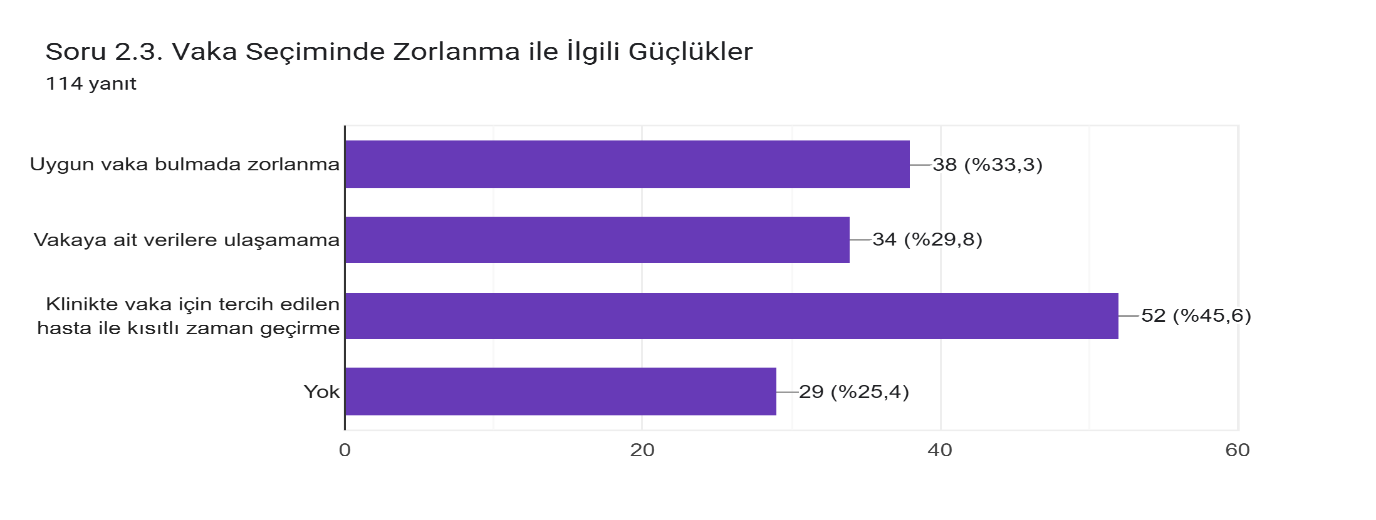 Soru 2.3. Vaka Seçiminde Zorlanma ile İlgili Güçlükler
114 yanıt
Uygun vaka bulmada zorlanma
38 (%33,3)
Vakaya ait verilere ulaşamama
34 (%29,8)
Klinikte vaka için tercih edilen
hasta ile kısıtlı zaman geçirme
52 (%45,6)
Yok
29 (%25,4)
0
20
40
60